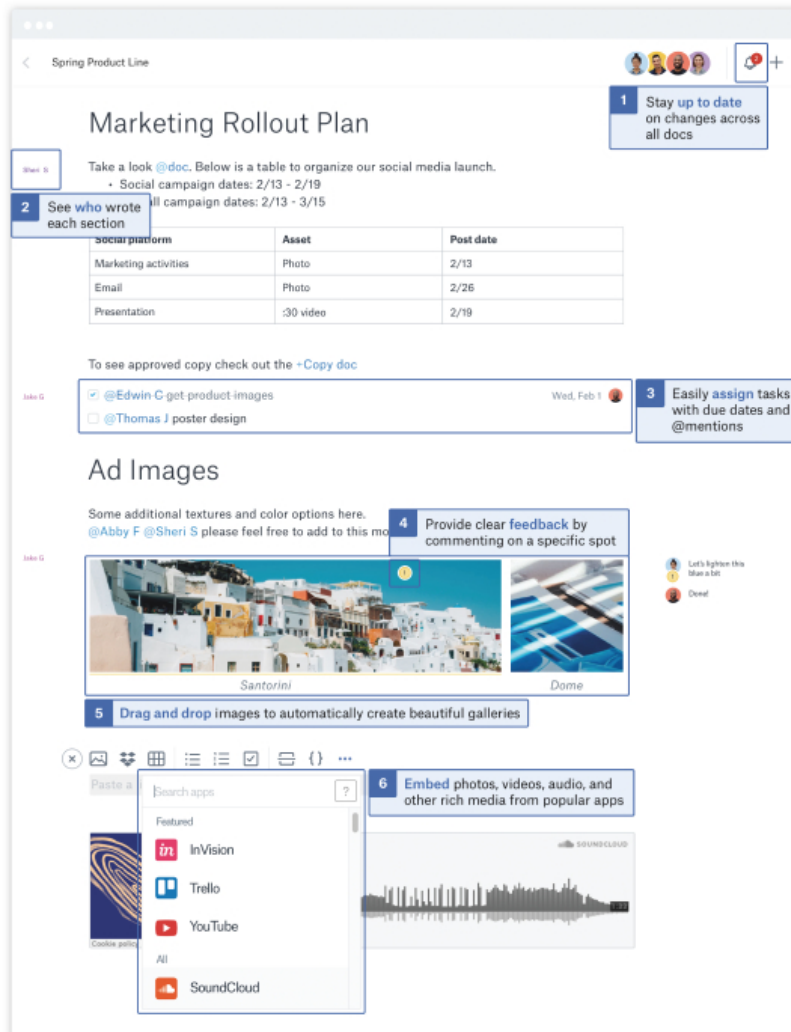 Spring Product Line
2
1 Stay up to date
on changes across
all docs
Marketing Rollout Plan
Sheri S
Take a look @doc. Below is a table to organize our social media launch.
• Social campaign dates: 2/13 - 2/19
all campaign dates: 2/13 - 3/15
2 See who wrote
each section
Social platform Asset Post date
Marketing activities Photo 2/13
Email Photo 2/26
Presentation :30 video 2/19
To see approved copy check out the +Copy doc
Jake G
@Edwin C get product images Wed, Feb 1
@Thomas J poster design
3 Easily assign tasks
with due dates and
@mentions
Ad Images
Some additional textures and color options here.
@Abby F @Sheri S please feel free to add to this mo
4 Provide clear feedback by
commenting on a specific spot
Jake G
1
Let's lighten this
blue a bit
1
Done!
Santorini Dome
5 Drag and drop images to automatically create beautiful galleries
Paste a
Search apps ?
6 Embed photos, videos, audio, and
other rich media from popular apps
Featured
in InVision
Trello
YouTube
All
SoundCloud
SOUNDCLOUD
Cookie policy